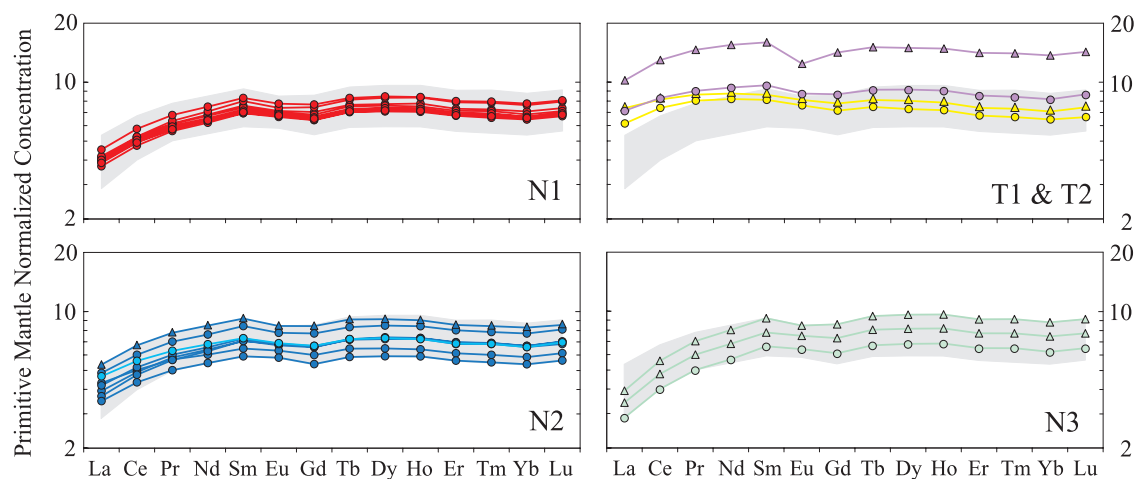 Primitive Mantle Normalized Concentration
20
10
2
N1
20
10
2
T1 & T2
20
10
2
N2
La Ce Pr Nd Sm Eu Gd Tb Dy Ho Er Tm Yb Lu
20
10
2
N3
La Ce Pr Nd Sm Eu Gd Tb Dy Ho Er Tm Yb Lu